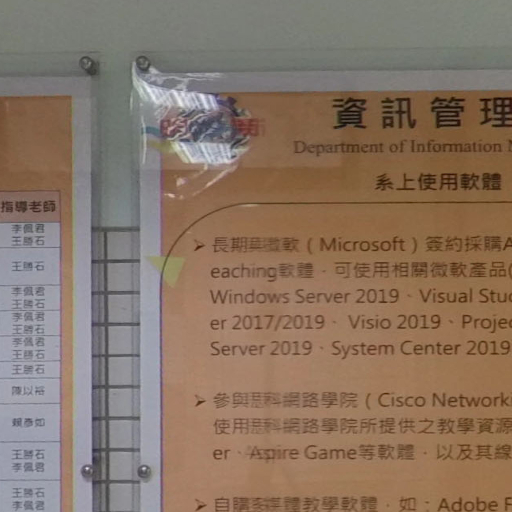 指導老師
李佩君
王勝石
王勝石
李佩君
王勝石
李佩君
王勝石
李佩君
王勝石
王勝石
陳以裕
賴泰如
王勝石
李佩君
王勝石
李佩君
資訊管理
Department of Information
系上使用軟體
➤ 長期與微軟（Microsoft）簽約採購A
eaching軟體，可使用相關微軟產品(
Windows Server 2019、Visual Stud
er 2017/2019、Visio 2019、Projec
Server 2019、System Center 2019
➤ 參與思科網路學院（Cisco Networki
使用思科網路學院所提供之教學資源
er、Aspire Game等軟體，以及其線
➤ 自購多媒體教學軟體，如：Adobe F